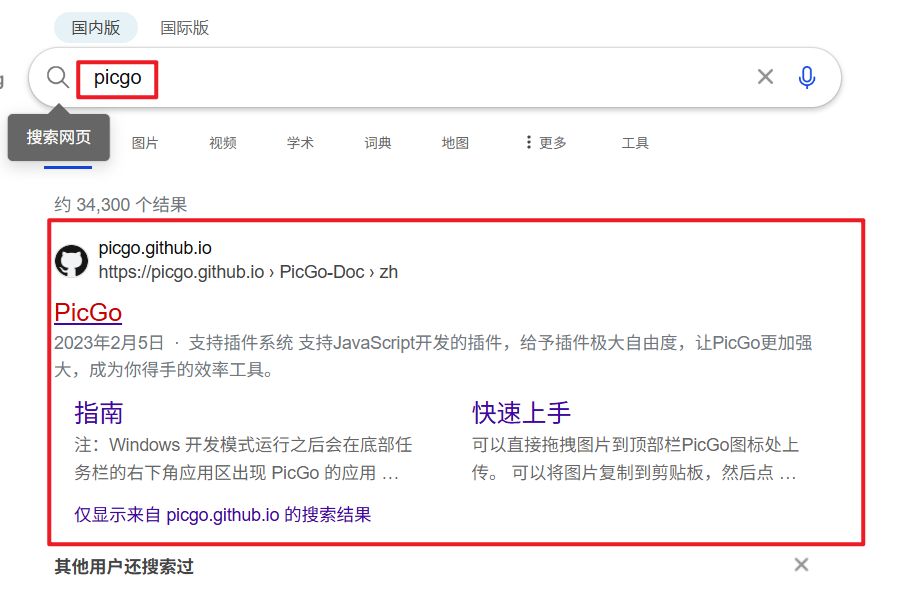 国内版 国际版
picgo
搜索网页 图片 视频 学术 词典 地图 更多 工具
约 34,300 个结果
picgo.github.io
https://picgo.github.io › PicGo-Doc › zh
PicGo
2023年2月5日 · 支持插件系统 支持JavaScript开发的插件，给予插件极大自由度，让PicGo更加强
大，成为你得手的效率工具。
指南
注：Windows 开发模式运行之后会在底部任
务栏的右下角应用区出现 PicGo 的应用 …
快速上手
可以直接拖拽图片到顶部栏PicGo图标处上
传。 可以将图片复制到剪贴板，然后点 …
仅显示来自 picgo.github.io 的搜索结果
其他用户还搜索过